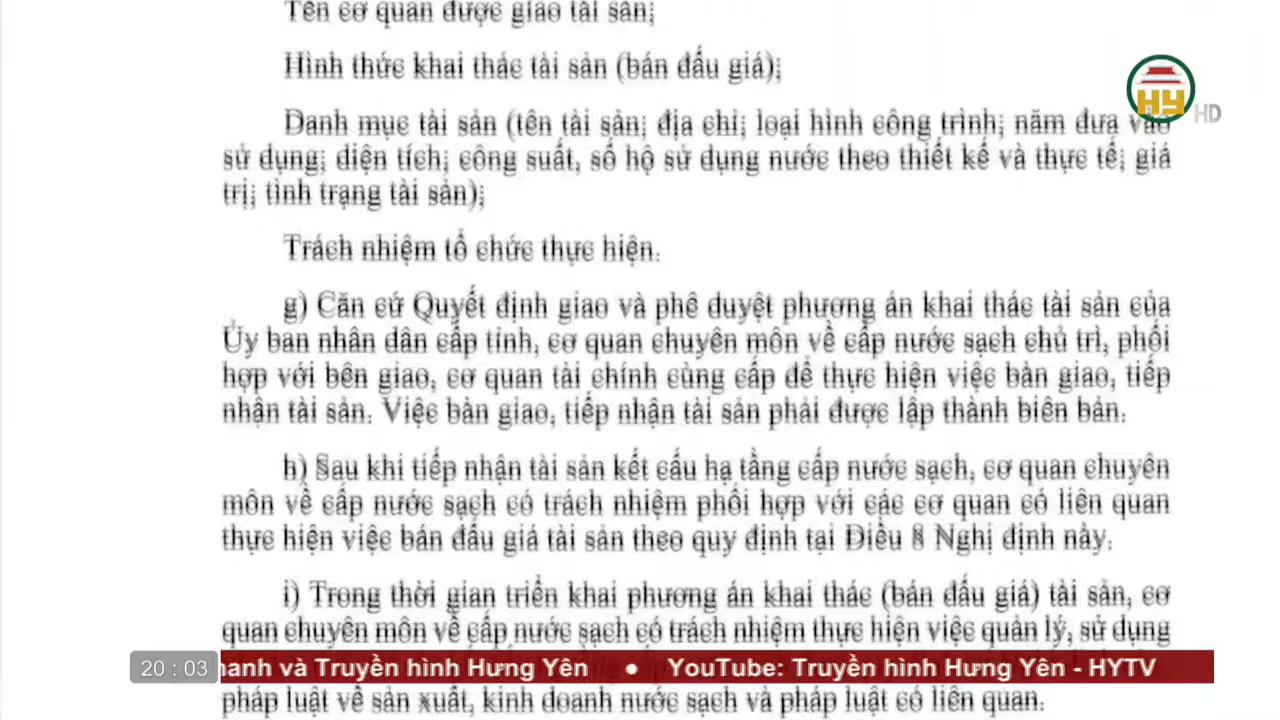 Tên cơ quan được giao tài sản;
Hình thức khai thác tài sản (bán đấu giá);
Danh mục tài sản (tên tài sản; địa chỉ; loại hình công trình; năm đưa vào
sử dụng; diện tích; công suất, số hộ sử dụng nước theo thiết kế và thực tế; giá
trị; tình trạng tài sản);
Trách nhiệm tổ chức thực hiện.
g) Căn cứ Quyết định giao và phê duyệt phương án khai thác tài sản của
Ủy ban nhân dân cấp tỉnh, cơ quan chuyên môn về cấp nước sạch chủ trì, phối
hợp với bên giao, cơ quan tài chính cùng cấp để thực hiện việc bàn giao, tiếp
nhận tài sản. Việc bàn giao, tiếp nhận tài sản phải được lập thành biên bản.
h) Sau khi tiếp nhận tài sản kết cấu hạ tầng cấp nước sạch, cơ quan chuyên
môn về cấp nước sạch có trách nhiệm phối hợp với các cơ quan có liên quan
thực hiện việc bán đấu giá tài sản theo quy định tại Điều 8 Nghị định này.
i) Trong thời gian triển khai phương án khai thác (bán đấu giá) tài sản, cơ
quan chuyên môn về cấp nước sạch có trách nhiệm thực hiện việc quản lý, sử dụng
pháp luật về sản xuất, kinh doanh nước sạch và pháp luật có liên quan.
HY HD
20 : 03 hanh và Truyền hình Hưng Yên • YouTube: Truyền hình Hưng Yên - HYTV